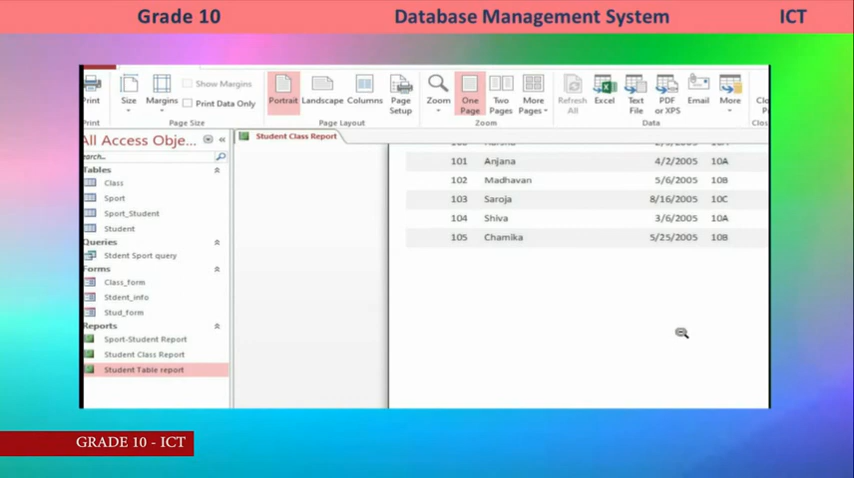 Grade 10 Database Management System ICT
Show Margins
Print Data Only
Print Size Margins Portrait Landscape Columns Page Setup Zoom One Page Two Pages More Pages Refresh All Excel Text File PDF or XPS Email More
Page Size Page Layout Zoom Data
All Access Obje... «
Student Class Report
Tables
Class
Sport
Sport_Student
Student
Queries
Stdent Sport query
Forms
Class_form
Stdent_info
Stud_form
Reports
Sport-Student Report
Student Class Report
Student Table report
101 Anjana 4/2/2005 10A
102 Madhavan 5/6/2005 10B
103 Saroja 8/16/2005 10C
104 Shiva 3/6/2005 10A
105 Chamika 5/25/2005 10B
GRADE 10 - ICT